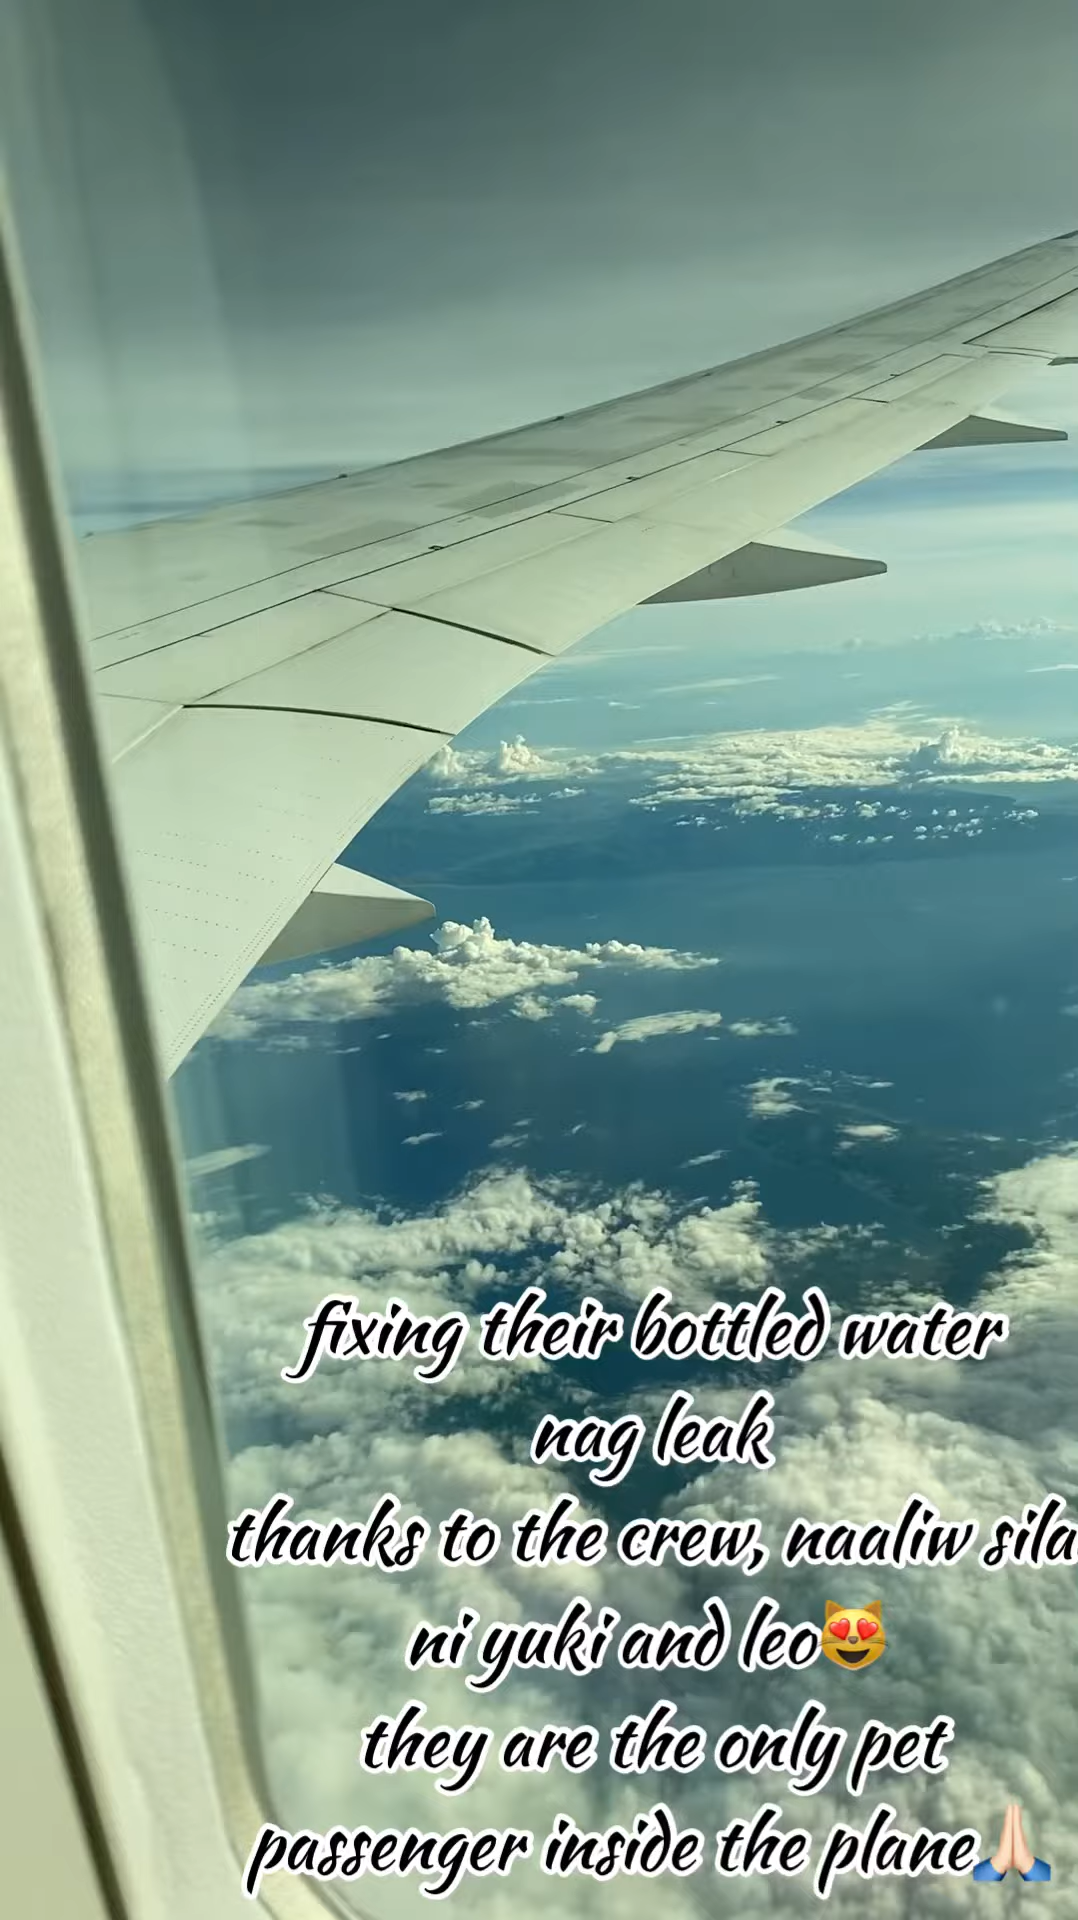 fixing their bottled water
nag leak
thanks to the crew, naaliw sila
ni yuki and leo😻
they are the only pet
passenger inside the plane🙏🏻